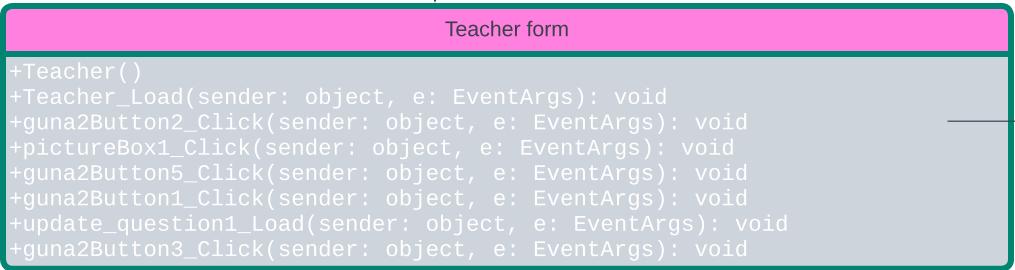 Teacher form
+Teacher()
+Teacher_Load(sender: object, e: EventArgs): void
+guna2Button2_Click(sender: object, e: EventArgs): void
+pictureBox1_Click(sender: object, e: EventArgs): void
+guna2Button5_Click(sender: object, e: EventArgs): void
+guna2Button1_Click(sender: object, e: EventArgs): void
+update_question1_Load(sender: object, e: EventArgs): void
+guna2Button3_Click(sender: object, e: EventArgs): void